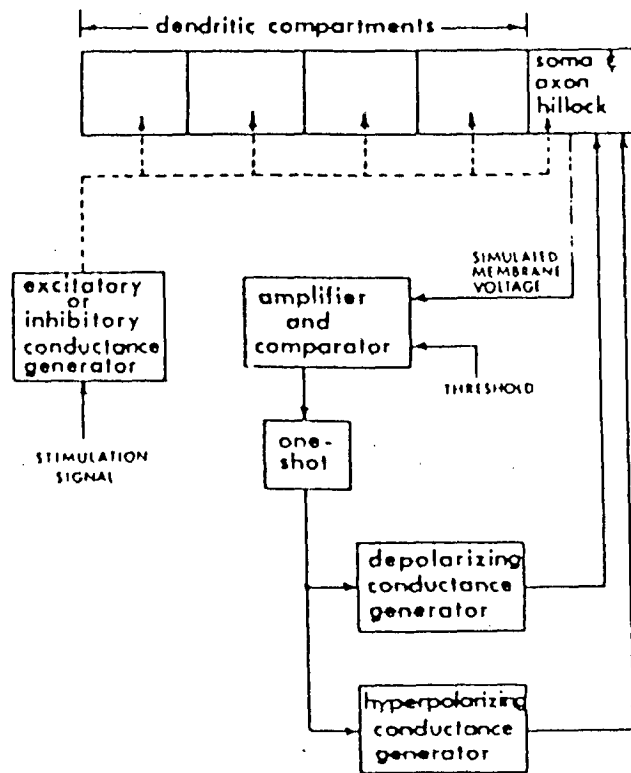 dendritic compartments
soma &
axon
hillock
SIMULATED
MEMBRANE
VOLTAGE
excitatory
or
inhibitory
conductance
generator
amplifier
and
comparator
THRESHOLD
one-
shot
STIMULATION
SIGNAL
depolarizing
conductance
generator
hyperpolarizing
conductance
generator